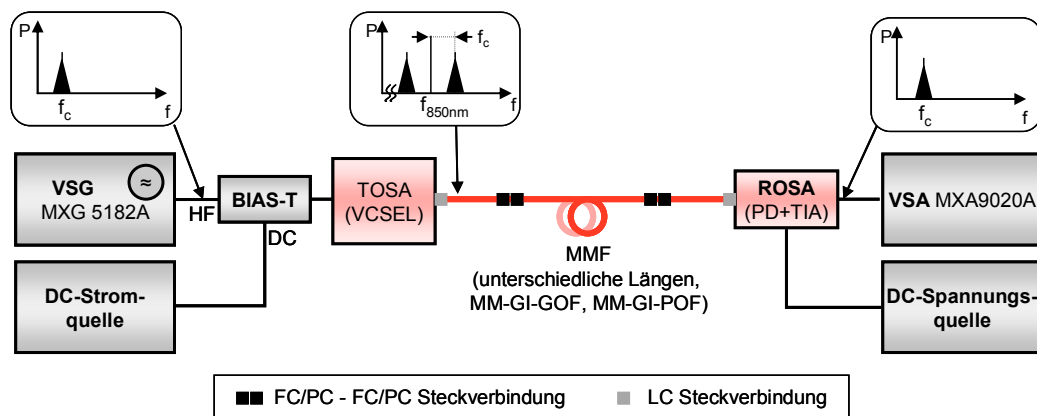 P
f_c
f
P
f_c
f_850nm
f
P
f_c
f
VSG
MXG 5182A
≈
HF
BIAS-T
DC
TOSA
(VCSEL)
ROSA
(PD+TIA)
VSA MXA9020A
DC-Strom-
quelle
MMF
(unterschiedliche Längen,
MM-GI-GOF, MM-GI-POF)
DC-Spannungs-
quelle
FC/PC - FC/PC Steckverbindung
LC Steckverbindung